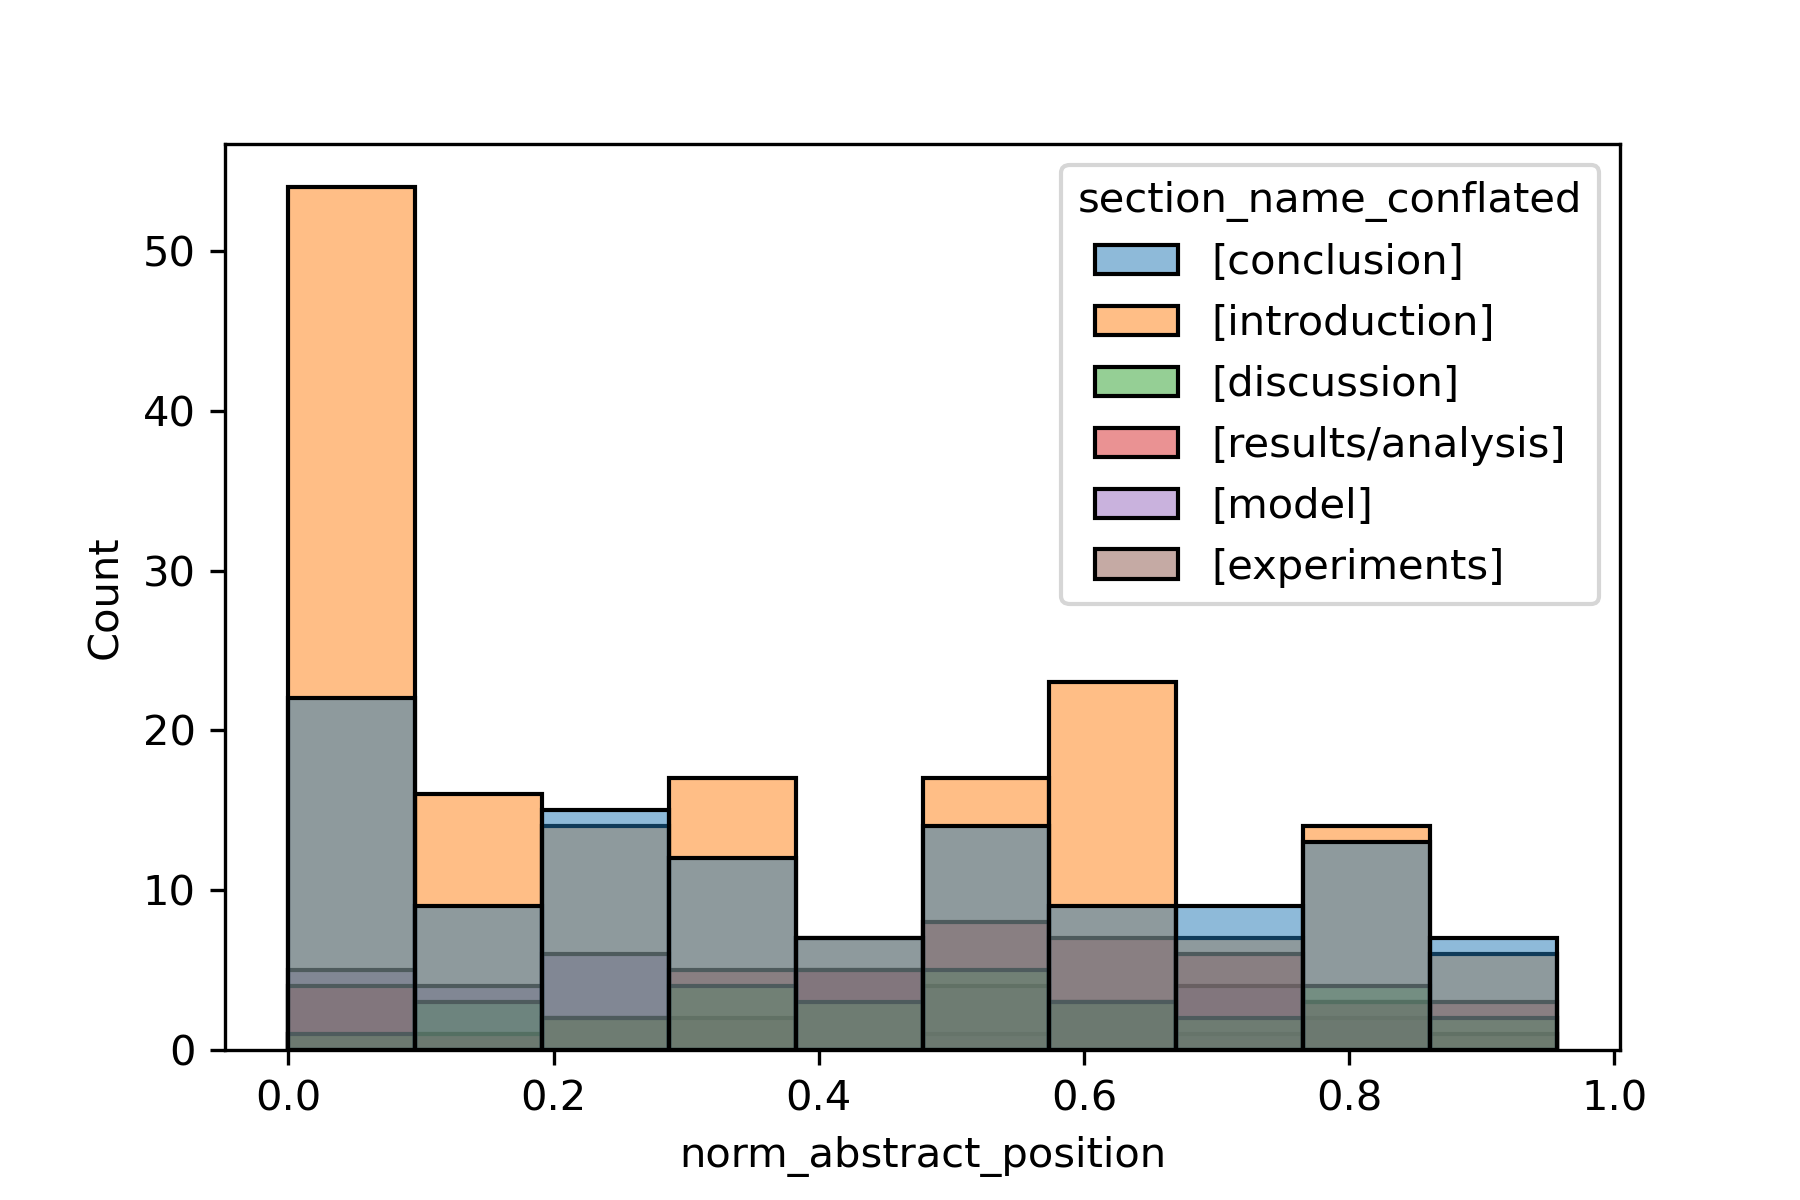 section_name_conflated
[conclusion]
[introduction]
[discussion]
[results/analysis]
[model]
[experiments]
50
40
30
20
10
0
Count
0.0 0.2 0.4 0.6 0.8 1.0
norm_abstract_position